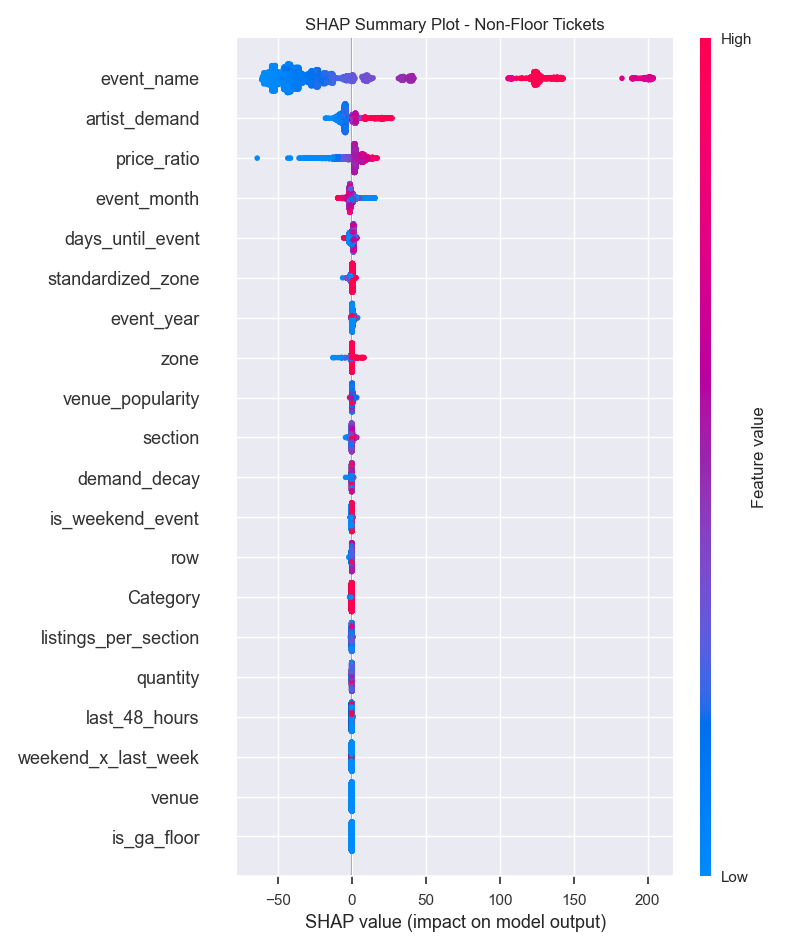 SHAP Summary Plot - Non-Floor Tickets
High
event_name
artist_demand
price_ratio
event_month
days_until_event
standardized_zone
event_year
zone
venue_popularity
section
demand_decay
is_weekend_event
row
Category
listings_per_section
quantity
last_48_hours
weekend_x_last_week
venue
is_ga_floor
Feature value
Low
−50 0 50 100 150 200
SHAP value (impact on model output)